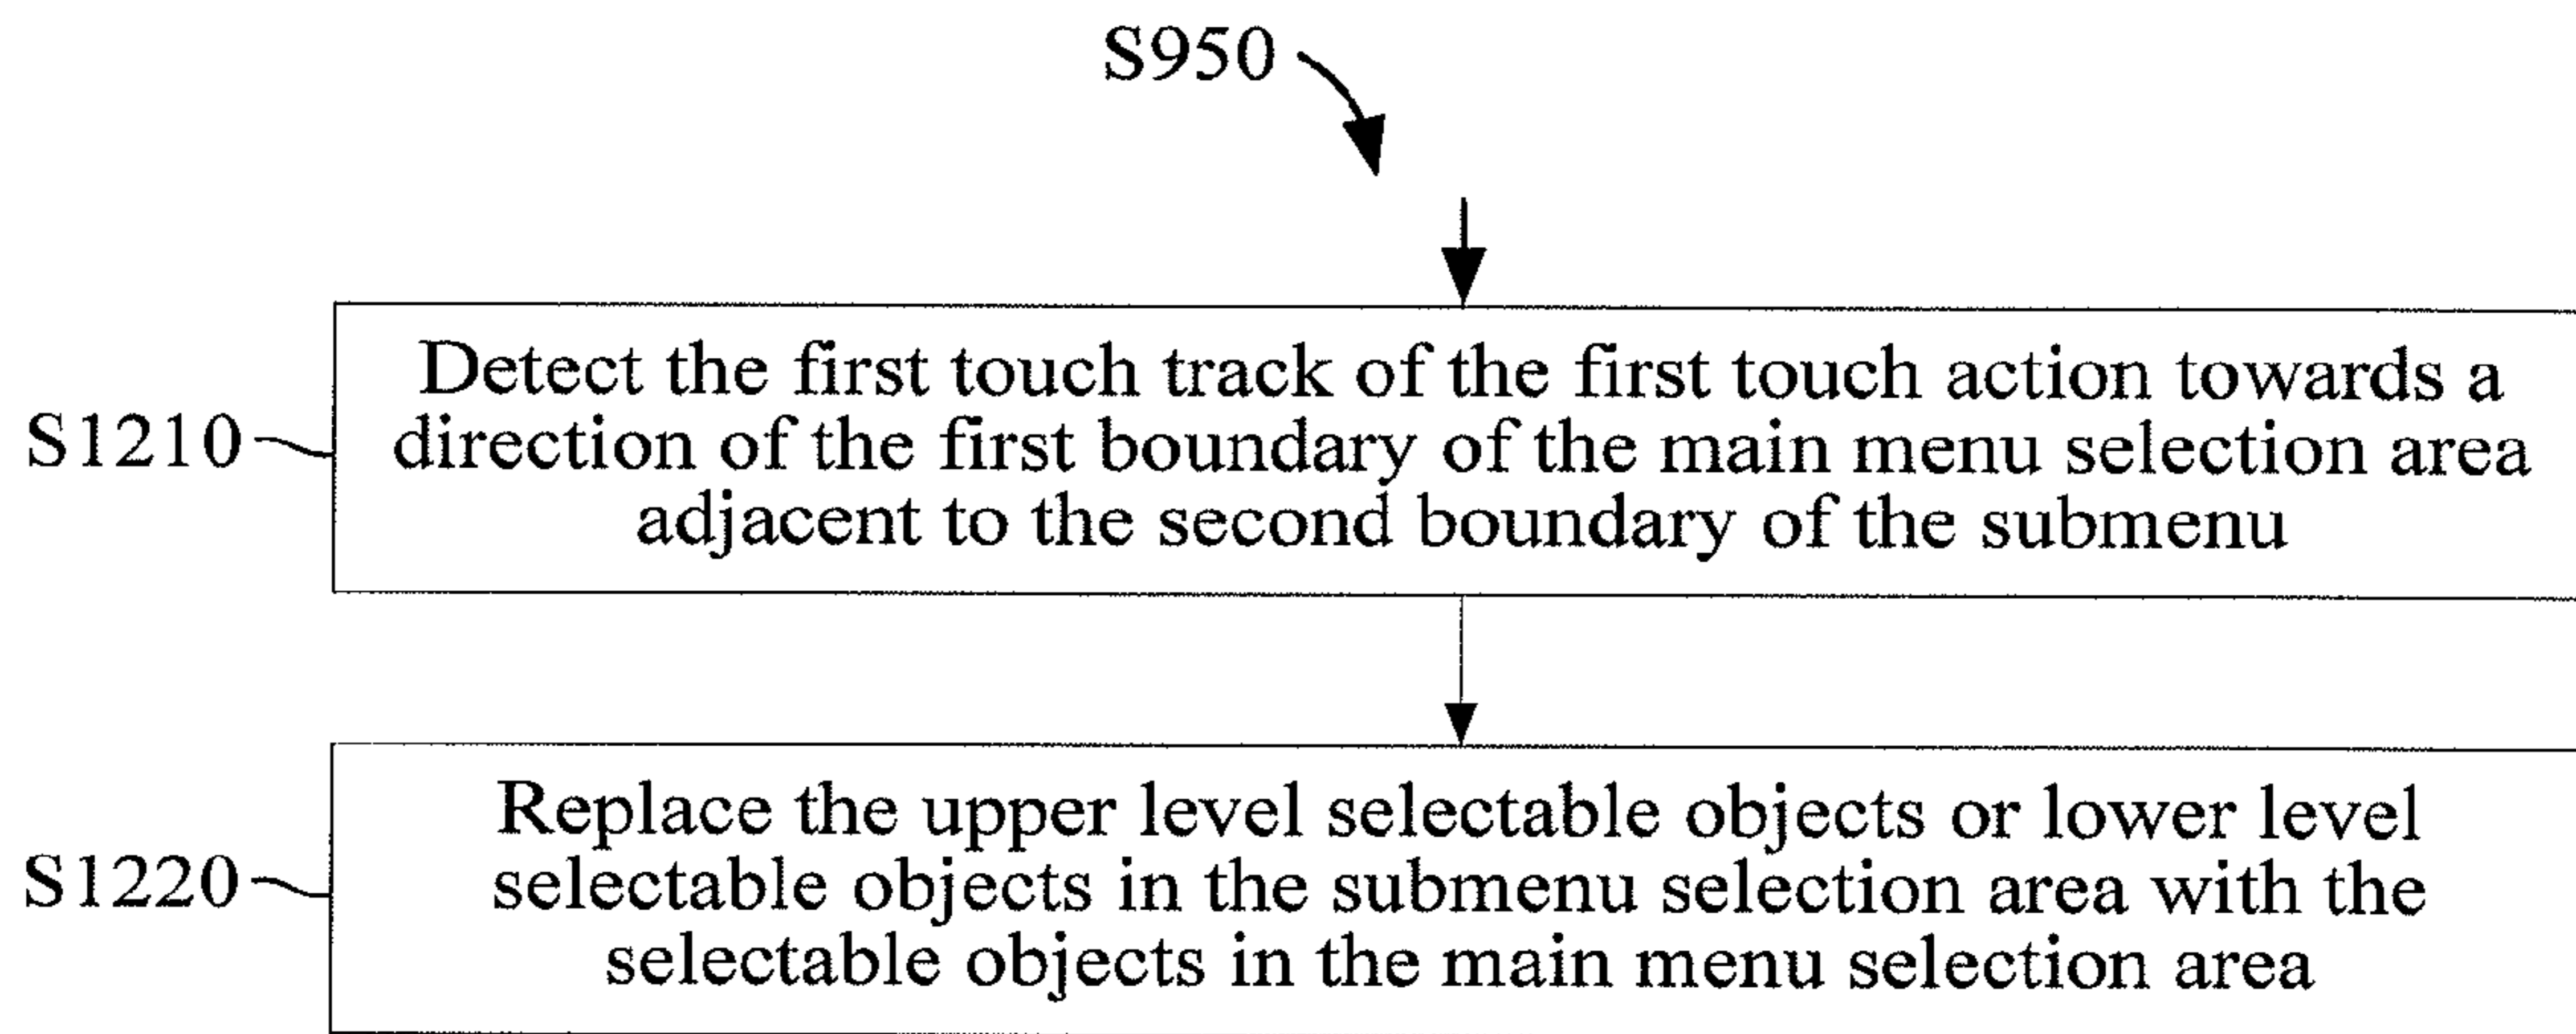 S950
Detect the first touch track of the first touch action towards a
S1210
direction of the first boundary of the main menu selection area
adjacent to the second boundary of the submenu
Replace the upper level selectable objects or lower level
S1220
selectable objects in the submenu selection area with the
selectable objects in the main menu selection area